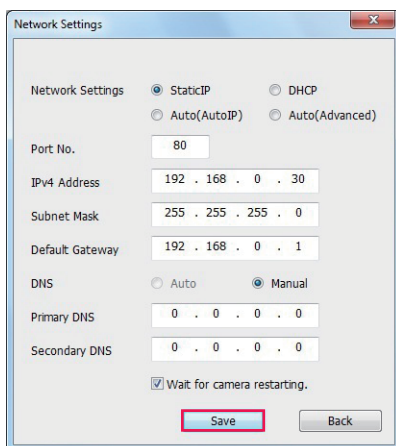 Network Settings
Network Settings StaticIP DHCP
Auto(AutoIP) Auto(Advanced)
Port No. 80
IPv4 Address 192 . 168 . 0 . 30
Subnet Mask 255 . 255 . 255 . 0
Default Gateway 192 . 168 . 0 . 1
DNS Auto Manual
Primary DNS 0 . 0 . 0 . 0
Secondary DNS 0 . 0 . 0 . 0
Wait for camera restarting.
Save Back